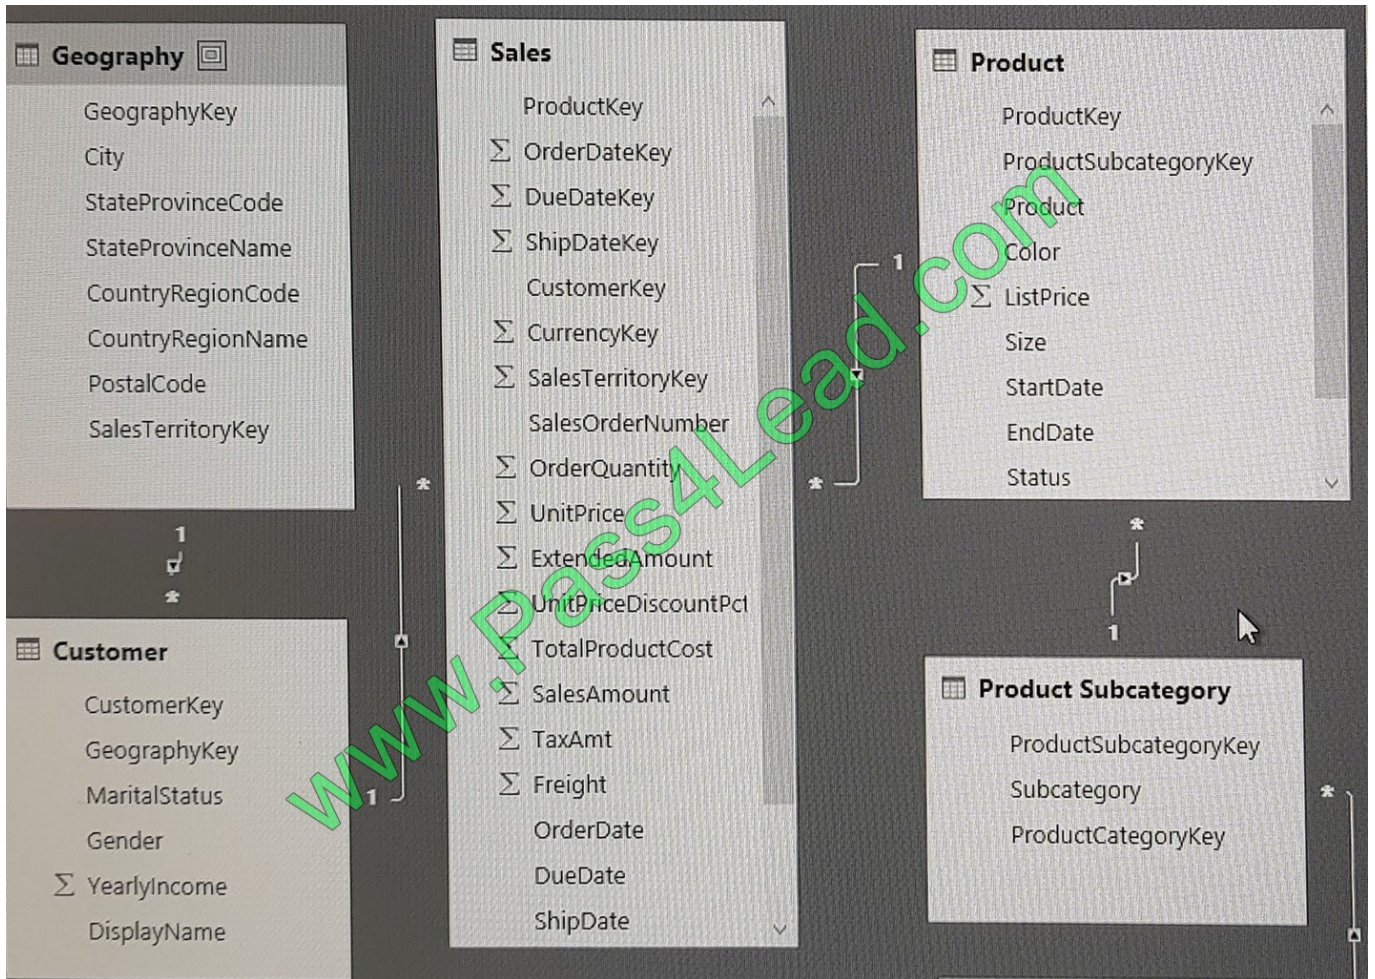 Geography
GeographyKey
City
StateProvinceCode
StateProvinceName
CountryRegionCode
CountryRegionName
PostalCode
SalesTerritoryKey
1
*
Customer
CustomerKey
GeographyKey
MaritalStatus
Gender
Σ YearlyIncome
DisplayName
*
1
Sales
ProductKey
Σ OrderDateKey
Σ DueDateKey
Σ ShipDateKey
CustomerKey
Σ CurrencyKey
Σ SalesTerritoryKey
SalesOrderNumber
Σ OrderQuantity
Σ UnitPrice
Σ ExtendedAmount
Σ UnitPriceDiscountPct
Σ TotalProductCost
Σ SalesAmount
Σ TaxAmt
Σ Freight
OrderDate
DueDate
ShipDate
1
*
Product
ProductKey
ProductSubcategoryKey
Product
Color
Σ ListPrice
Size
StartDate
EndDate
Status
*
1
Product Subcategory
ProductSubcategoryKey
Subcategory
ProductCategoryKey
*
www.Pass4Lead.com